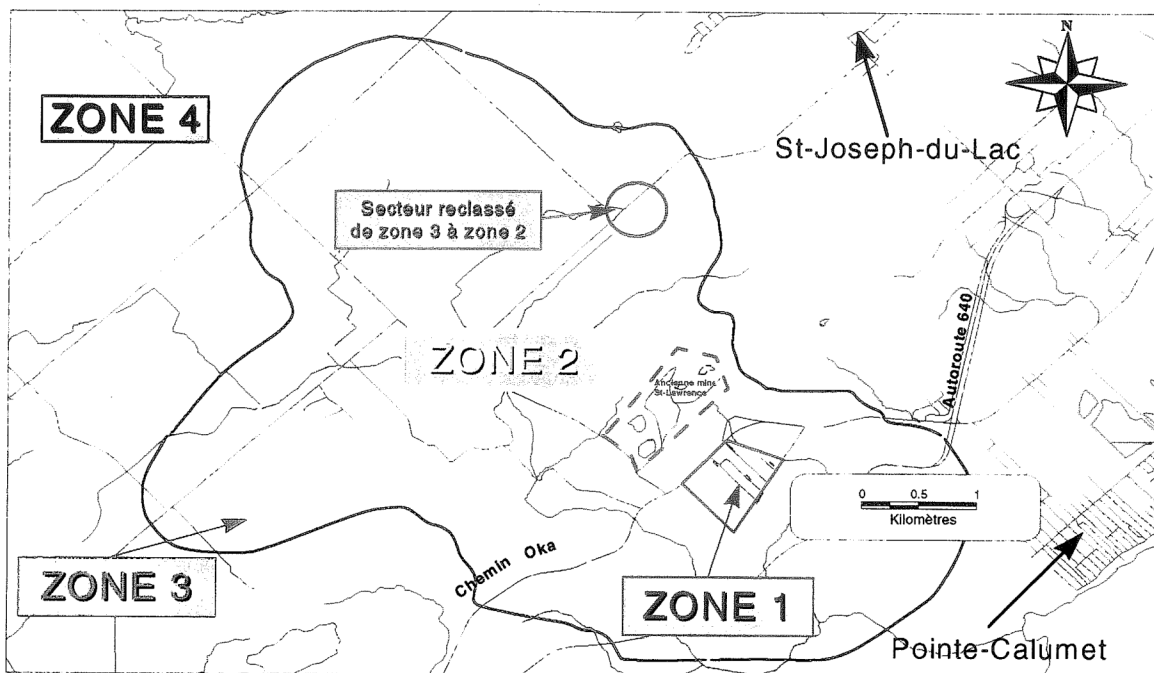 N
ZONE 4
St-Joseph-du-Lac
Secteur reclassé
de zone 3 à zone 2
Autoroute 640
ZONE 2
Ancienne mine
St-Lawrence
0 0.5 1
Kilomètres
Chemin Oka
ZONE 3
ZONE 1
Pointe-Calumet